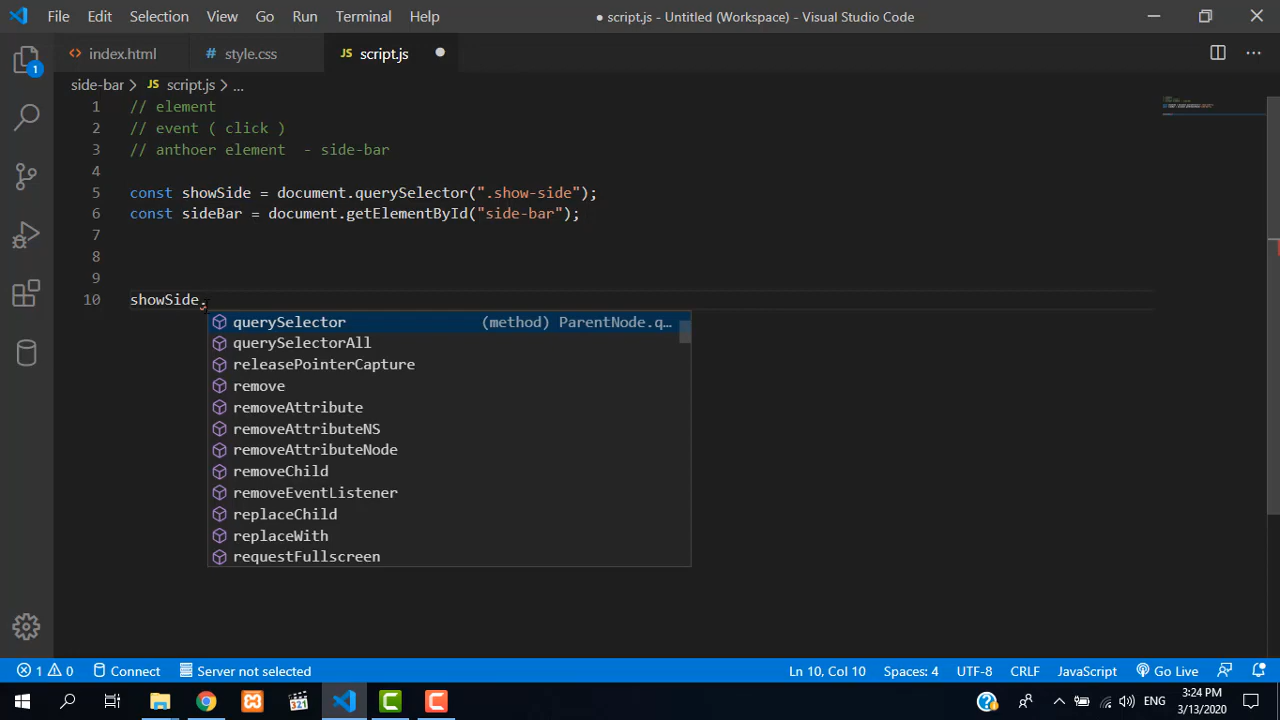 File Edit Selection View Go Run Terminal Help ● script.js - Untitled (Workspace) - Visual Studio Code
index.html # style.css JS script.js
side-bar > JS script.js > ...
1 // element
2 // event ( click )
3 // anthoer element  - side-bar
4
5 const showSide = document.querySelector(".show-side");
6 const sideBar = document.getElementById("side-bar");
7
8
9
10 showSide.
querySelector (method) ParentNode.q…
querySelectorAll
releasePointerCapture
remove
removeAttribute
removeAttributeNS
removeAttributeNode
removeChild
removeEventListener
replaceChild
replaceWith
requestFullscreen
1
1 0 Connect Server not selected Ln 10, Col 10 Spaces: 4 UTF-8 CRLF JavaScript Go Live
321 ENG 3:24 PM
3/13/2020